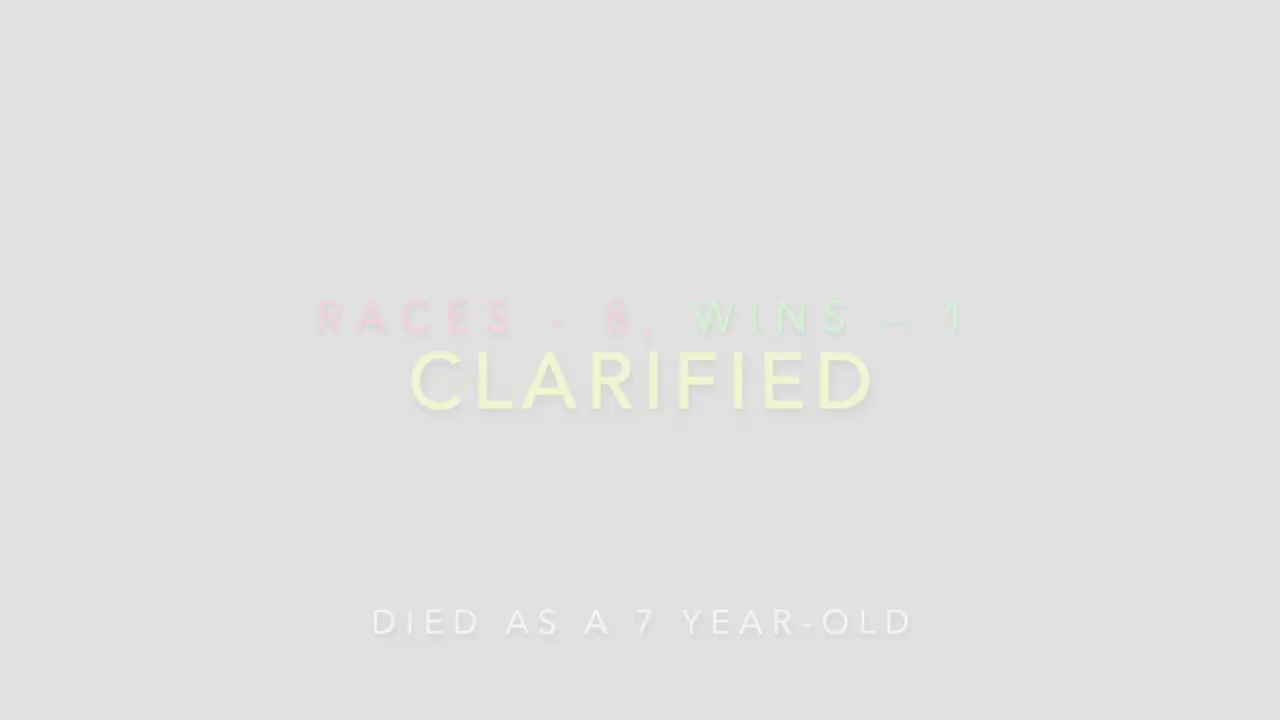 RACES - 8, WINS - 1
CLARIFIED
DIED AS A 7 YEAR-OLD